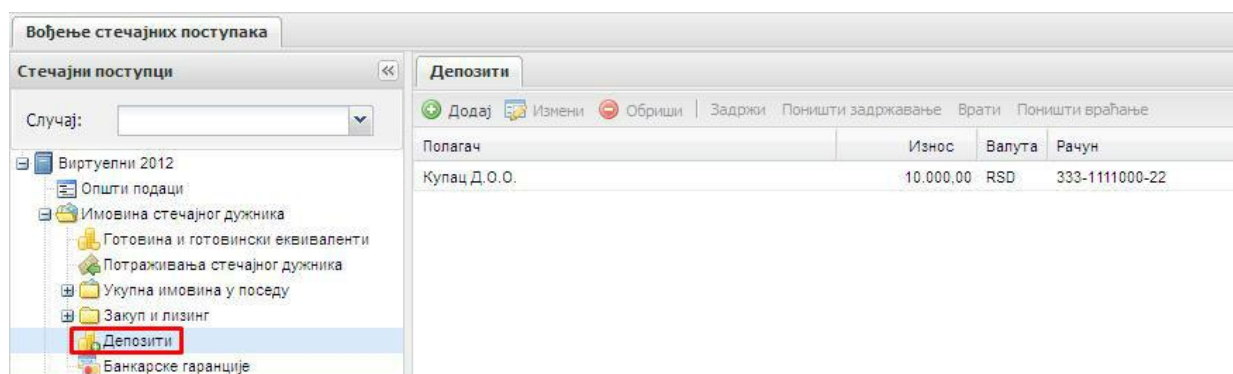 Вођење стечајних поступака
Стечајни поступци
Случај:
Виртуелни 2012
Општи подаци
Имовина стечајног дужника
Готовина и готовински еквиваленти
Потраживања стечајног дужника
Укупна имовина у поседу
Закуп и лизинг
Депозити
Банкарске гаранције
Депозити
Додај Измени Обриши Задржи Поништи задржавање Врати Поништи враћање
Полагач Износ Валута Рачун
Купац Д.О.О. 10.000,00 RSD 333-1111000-22